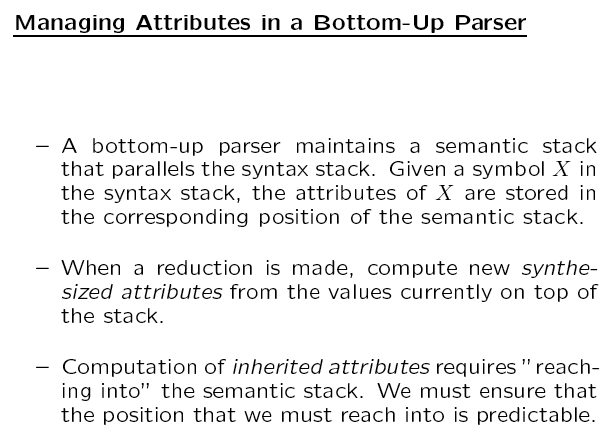 Managing Attributes in a Bottom-Up Parser
– A bottom-up parser maintains a semantic stack
that parallels the syntax stack. Given a symbol X in
the syntax stack, the attributes of X are stored in
the corresponding position of the semantic stack.
– When a reduction is made, compute new synthe-
sized attributes from the values currently on top of
the stack.
– Computation of inherited attributes requires ”reach-
ing into” the semantic stack. We must ensure that
the position that we must reach into is predictable.